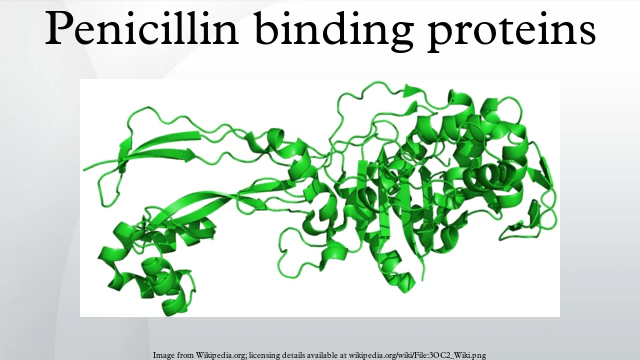 Penicillin binding proteins
Image from Wikipedia.org; licensing details available at wikipedia.org/wiki/File:3OC2_Wiki.png